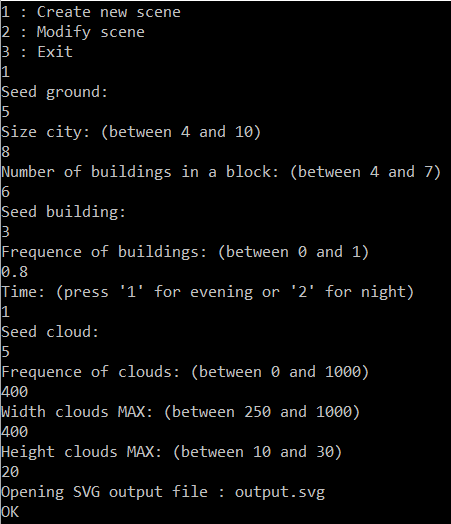 1 : Create new scene
2 : Modify scene
3 : Exit
1
Seed ground:
5
Size city: (between 4 and 10)
8
Number of buildings in a block: (between 4 and 7)
6
Seed building:
3
Frequence of buildings: (between 0 and 1)
0.8
Time: (press '1' for evening or '2' for night)
1
Seed cloud:
5
Frequence of clouds: (between 0 and 1000)
400
Width clouds MAX: (between 250 and 1000)
400
Height clouds MAX: (between 10 and 30)
20
Opening SVG output file : output.svg
OK